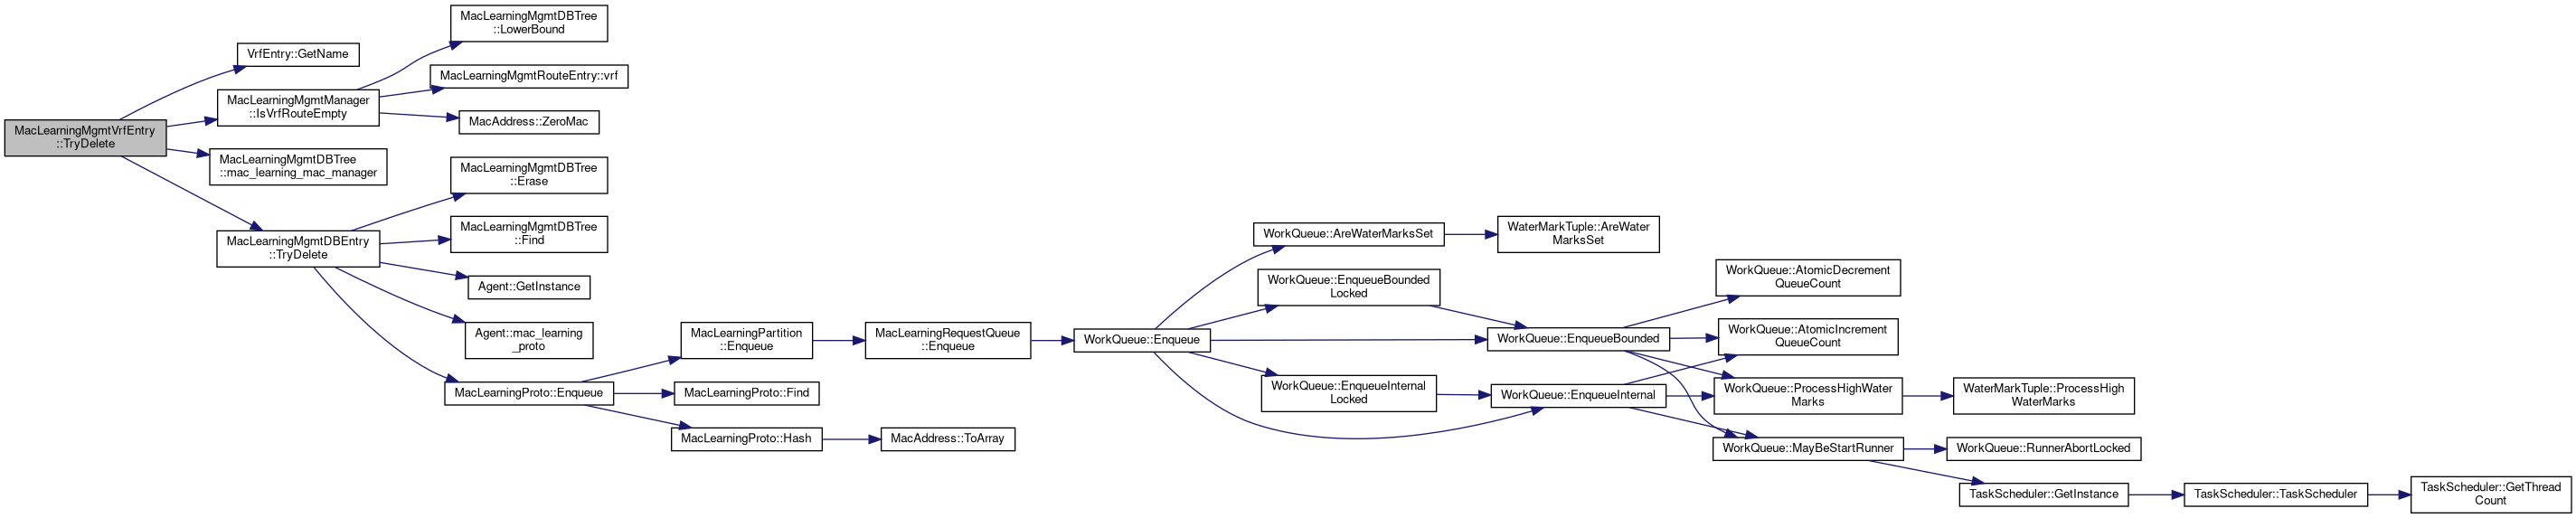 MacLearningMgmtVrfEntry
::TryDelete
VrfEntry::GetName
MacLearningMgmtManager
::IsVrfRouteEmpty
MacLearningMgmtDBTree
::mac_learning_mac_manager
MacLearningMgmtDBEntry
::TryDelete
MacLearningMgmtDBTree
::LowerBound
MacLearningMgmtRouteEntry::vrf
MacAddress::ZeroMac
MacLearningMgmtDBTree
::Erase
MacLearningMgmtDBTree
::Find
Agent::GetInstance
Agent::mac_learning
_proto
MacLearningProto::Enqueue
MacLearningPartition
::Enqueue
MacLearningProto::Find
MacLearningProto::Hash
MacLearningRequestQueue
::Enqueue
MacAddress::ToArray
WorkQueue::Enqueue
WorkQueue::AreWaterMarksSet
WorkQueue::EnqueueBounded
Locked
WorkQueue::EnqueueInternal
Locked
WaterMarkTuple::AreWater
MarksSet
WorkQueue::EnqueueBounded
WorkQueue::EnqueueInternal
WorkQueue::AtomicDecrement
QueueCount
WorkQueue::AtomicIncrement
QueueCount
WorkQueue::ProcessHighWater
Marks
WorkQueue::MayBeStartRunner
WaterMarkTuple::ProcessHigh
WaterMarks
WorkQueue::RunnerAbortLocked
TaskScheduler::GetInstance
TaskScheduler::TaskScheduler
TaskScheduler::GetThread
Count